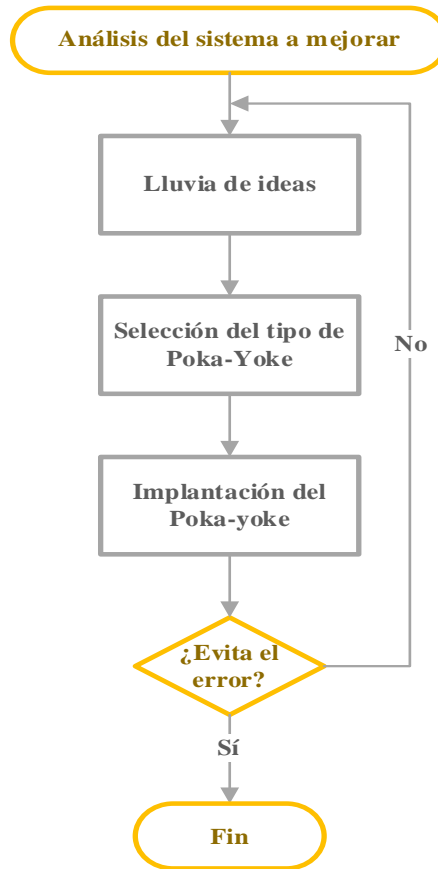 Análisis del sistema a mejorar
Lluvia de ideas
Selección del tipo de
Poka-Yoke
No
Implantación del
Poka-yoke
¿Evita el
error?
Sí
Fin